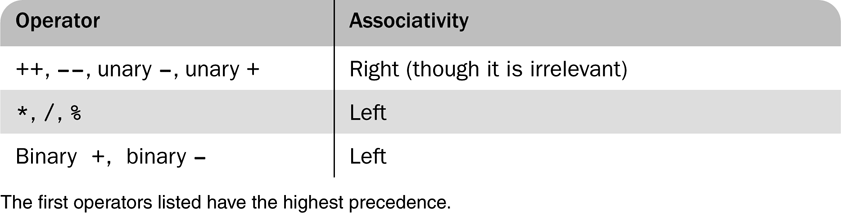 Operator Associativity
++, --, unary -, unary + Right (though it is irrelevant)
*, /, % Left
Binary +, binary - Left
The first operators listed have the highest precedence.